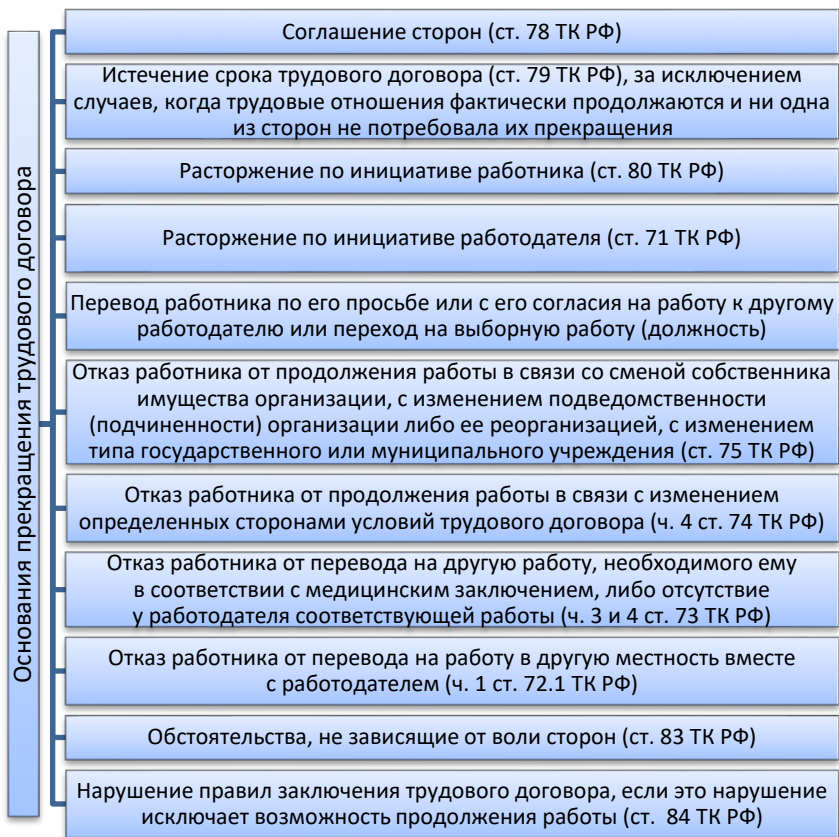 Основания прекращения трудового договора
Соглашение сторон (ст. 78 ТК РФ)
Истечение срока трудового договора (ст. 79 ТК РФ), за исключением
случаев, когда трудовые отношения фактически продолжаются и ни одна
из сторон не потребовала их прекращения
Расторжение по инициативе работника (ст. 80 ТК РФ)
Расторжение по инициативе работодателя (ст. 71 ТК РФ)
Перевод работника по его просьбе или с его согласия на работу к другому
работодателю или переход на выборную работу (должность)
Отказ работника от продолжения работы в связи со сменой собственника
имущества организации, с изменением подведомственности
(подчиненности) организации либо ее реорганизацией, с изменением
типа государственного или муниципального учреждения (ст. 75 ТК РФ)
Отказ работника от продолжения работы в связи с изменением
определенных сторонами условий трудового договора (ч. 4 ст. 74 ТК РФ)
Отказ работника от перевода на другую работу, необходимого ему
в соответствии с медицинским заключением, либо отсутствие
у работодателя соответствующей работы (ч. 3 и 4 ст. 73 ТК РФ)
Отказ работника от перевода на работу в другую местность вместе
с работодателем (ч. 1 ст. 72.1 ТК РФ)
Обстоятельства, не зависящие от воли сторон (ст. 83 ТК РФ)
Нарушение правил заключения трудового договора, если это нарушение
исключает возможность продолжения работы (ст. 84 ТК РФ)